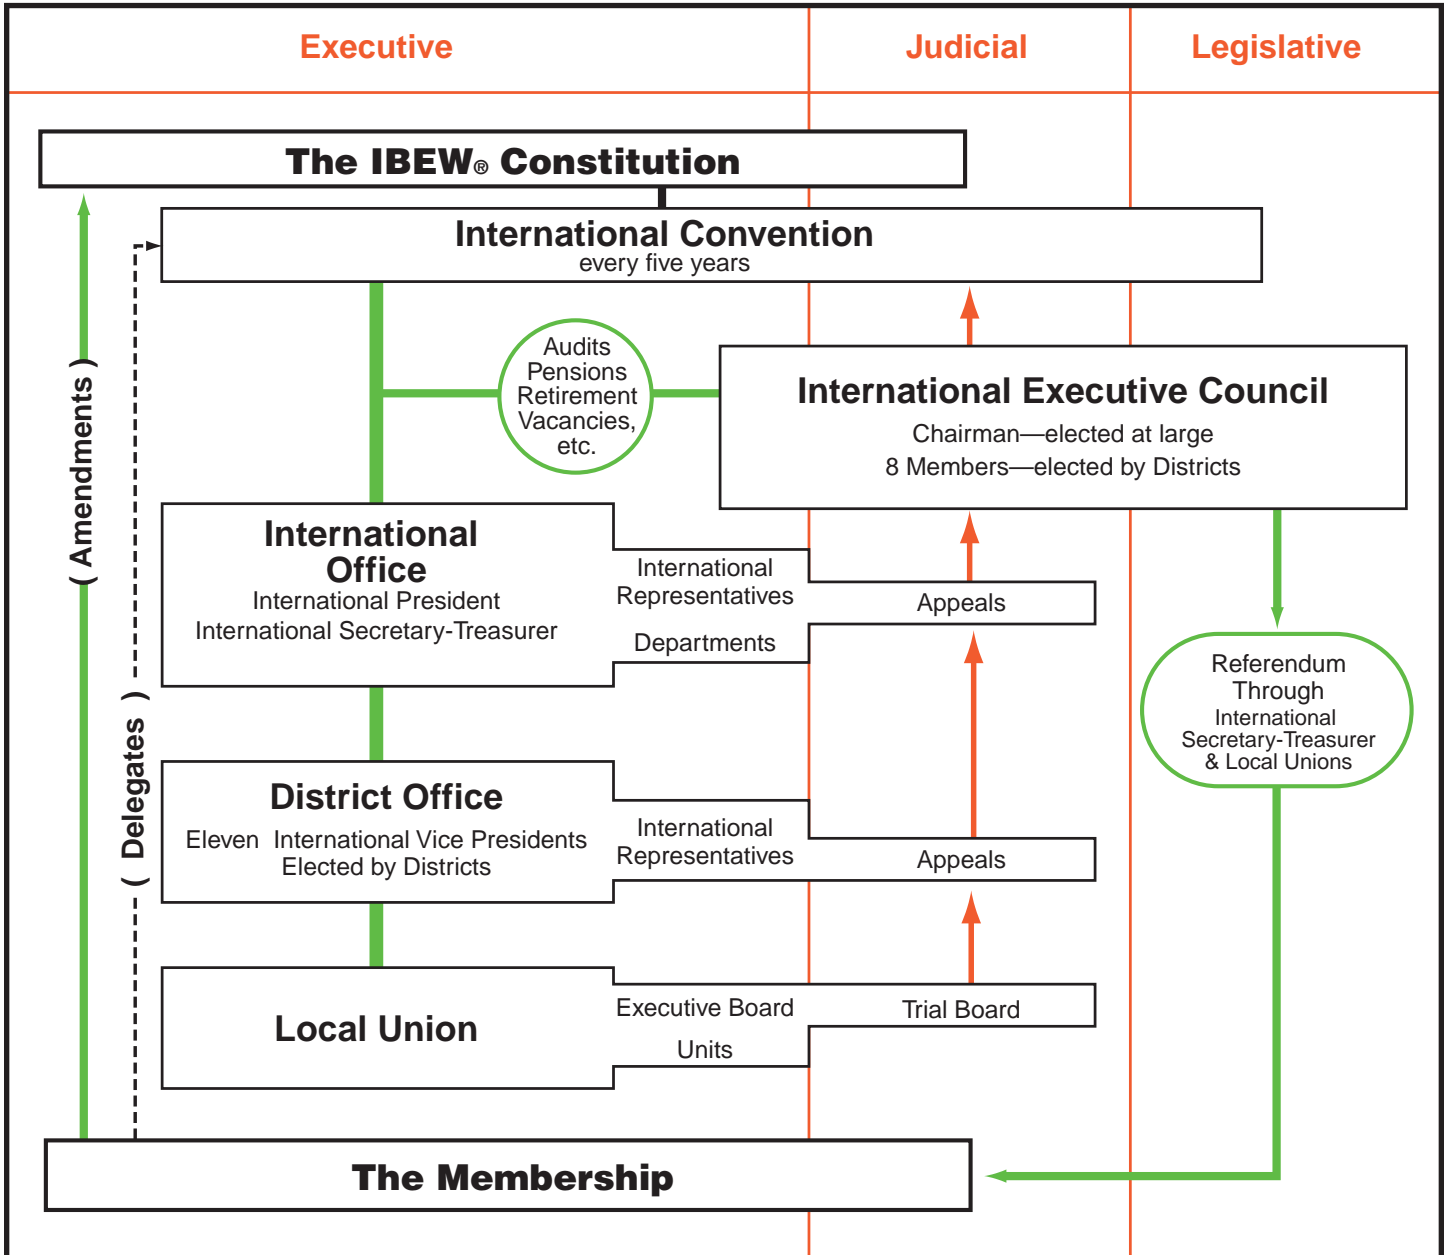 Executive
Judicial
Legislative
The IBEW® Constitution
International Convention
every five years
Audits
Pensions
Retirement
Vacancies,
etc.
International Executive Council
Chairman—elected at large
8 Members—elected by Districts
( Amendments )
( Delegates )
International
Office
International President
International Secretary-Treasurer
International
Representatives
Departments
Appeals
Referendum
Through
International
Secretary-Treasurer
& Local Unions
District Office
Eleven International Vice Presidents
Elected by Districts
International
Representatives
Appeals
Local Union
Executive Board
Units
Trial Board
The Membership